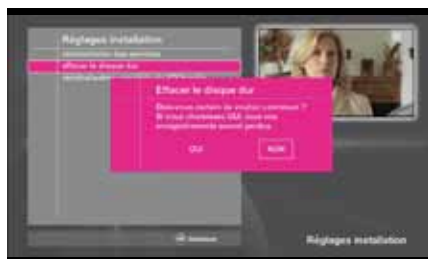 Réglages installation
effacer le disque dur
Effacer le disque dur
Etes-vous certain de vouloir continuer ?
Si vous choisissez OUI, tous vos
enregistrements seront perdus.
OUI
NON
Réglages installation